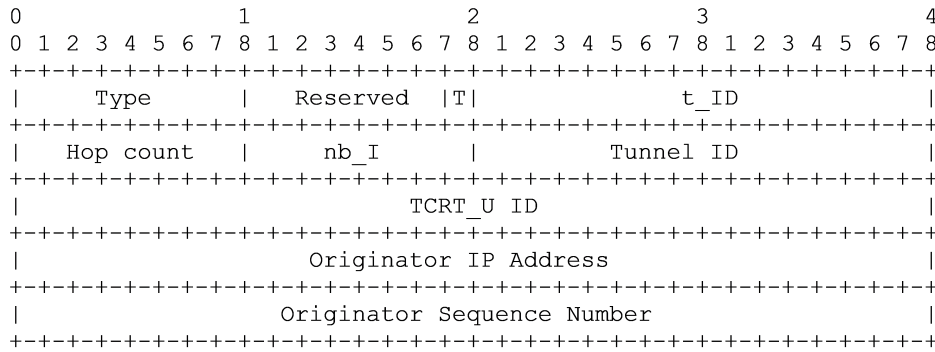 0 1 2 3 4
0 1 2 3 4 5 6 7 8 1 2 3 4 5 6 7 8 1 2 3 4 5 6 7 8 1 2 3 4 5 6 7 8
+-+-+-+-+-+-+-+-+-+-+-+-+-+-+-+-+-+-+-+-+-+-+-+-+-+-+-+-+-+-+-+-+
| Type | Reserved |T| t_ID |
+-+-+-+-+-+-+-+-+-+-+-+-+-+-+-+-+-+-+-+-+-+-+-+-+-+-+-+-+-+-+-+-+
| Hop count | nb_I | Tunnel ID |
+-+-+-+-+-+-+-+-+-+-+-+-+-+-+-+-+-+-+-+-+-+-+-+-+-+-+-+-+-+-+-+-+
| TCRT_U ID |
+-+-+-+-+-+-+-+-+-+-+-+-+-+-+-+-+-+-+-+-+-+-+-+-+-+-+-+-+-+-+-+-+
| Originator IP Address |
+-+-+-+-+-+-+-+-+-+-+-+-+-+-+-+-+-+-+-+-+-+-+-+-+-+-+-+-+-+-+-+-+
| Originator Sequence Number |
+-+-+-+-+-+-+-+-+-+-+-+-+-+-+-+-+-+-+-+-+-+-+-+-+-+-+-+-+-+-+-+-+